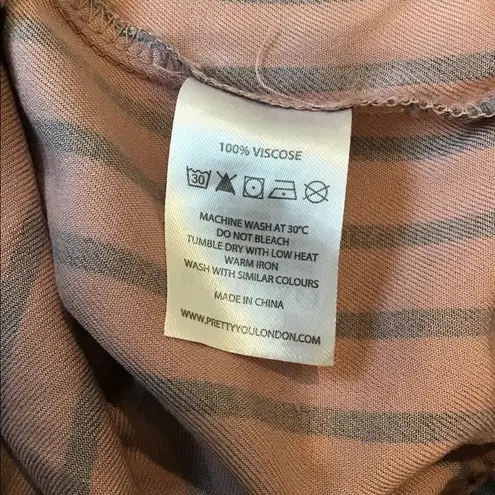 100% VISCOSE
30
MACHINE WASH AT 30°C
DO NOT BLEACH
TUMBLE DRY WITH LOW HEAT
WARM IRON
WASH WITH SIMILAR COLOURS
MADE IN CHINA
WWW.PRETTYYOULONDON.COM